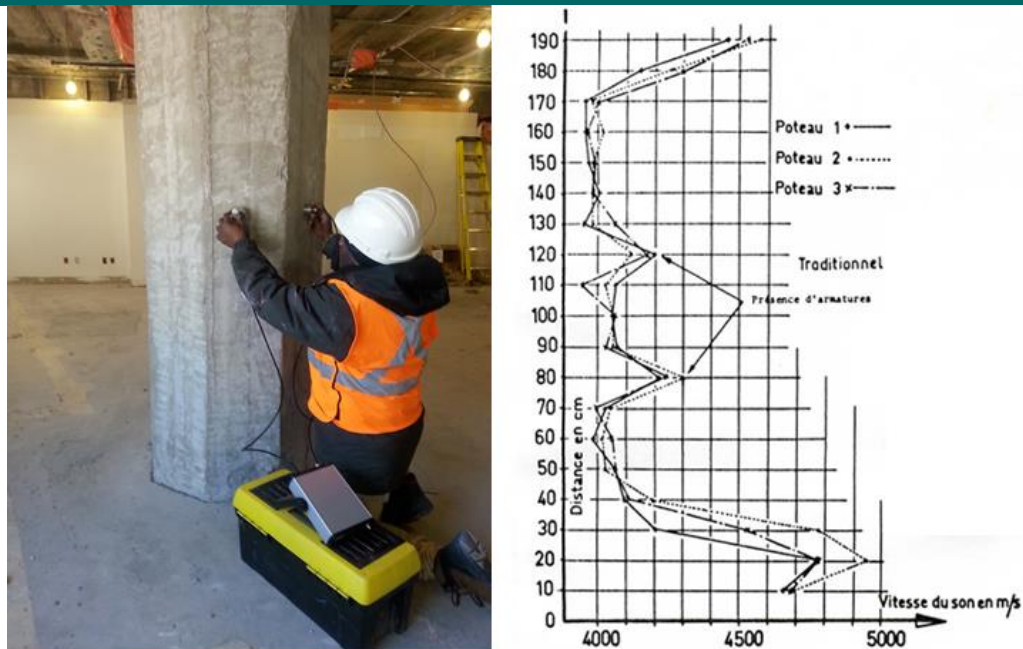 190
180
170
160
150
140
130
120
110
100
90
80
70
60
50
40
30
20
10
0
Distance en cm
Poteau 1
Poteau 2
Poteau 3
Traditionnel
Présence d'armatures
Vitesse du son en m/s
4000 4500 5000